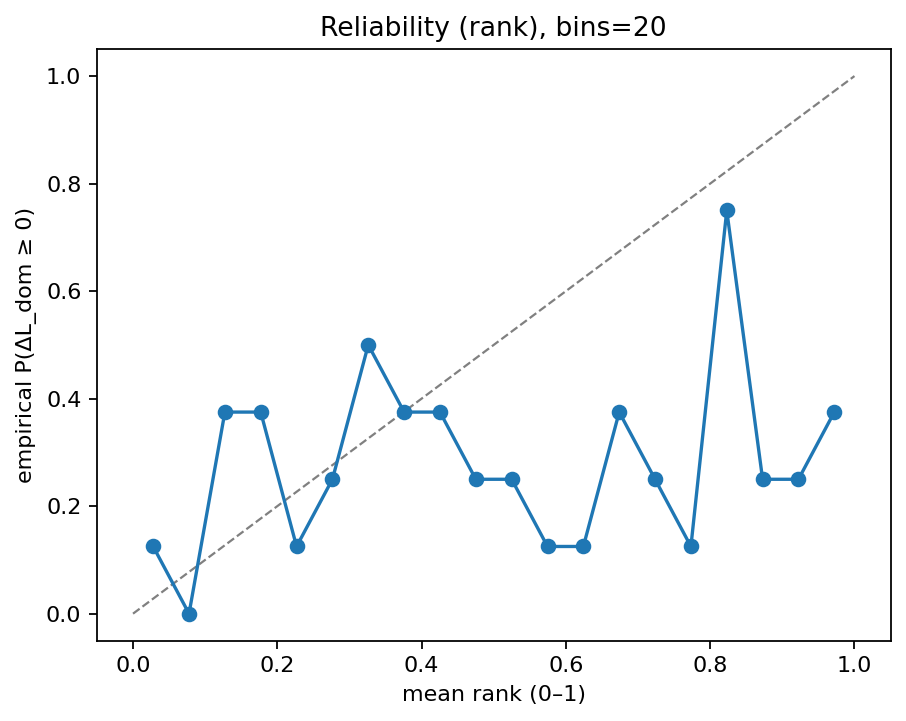 Reliability (rank), bins=20
empirical P(ΔL_dom ≥ 0)
1.0
0.8
0.6
0.4
0.2
0.0
0.0 0.2 0.4 0.6 0.8 1.0
mean rank (0–1)